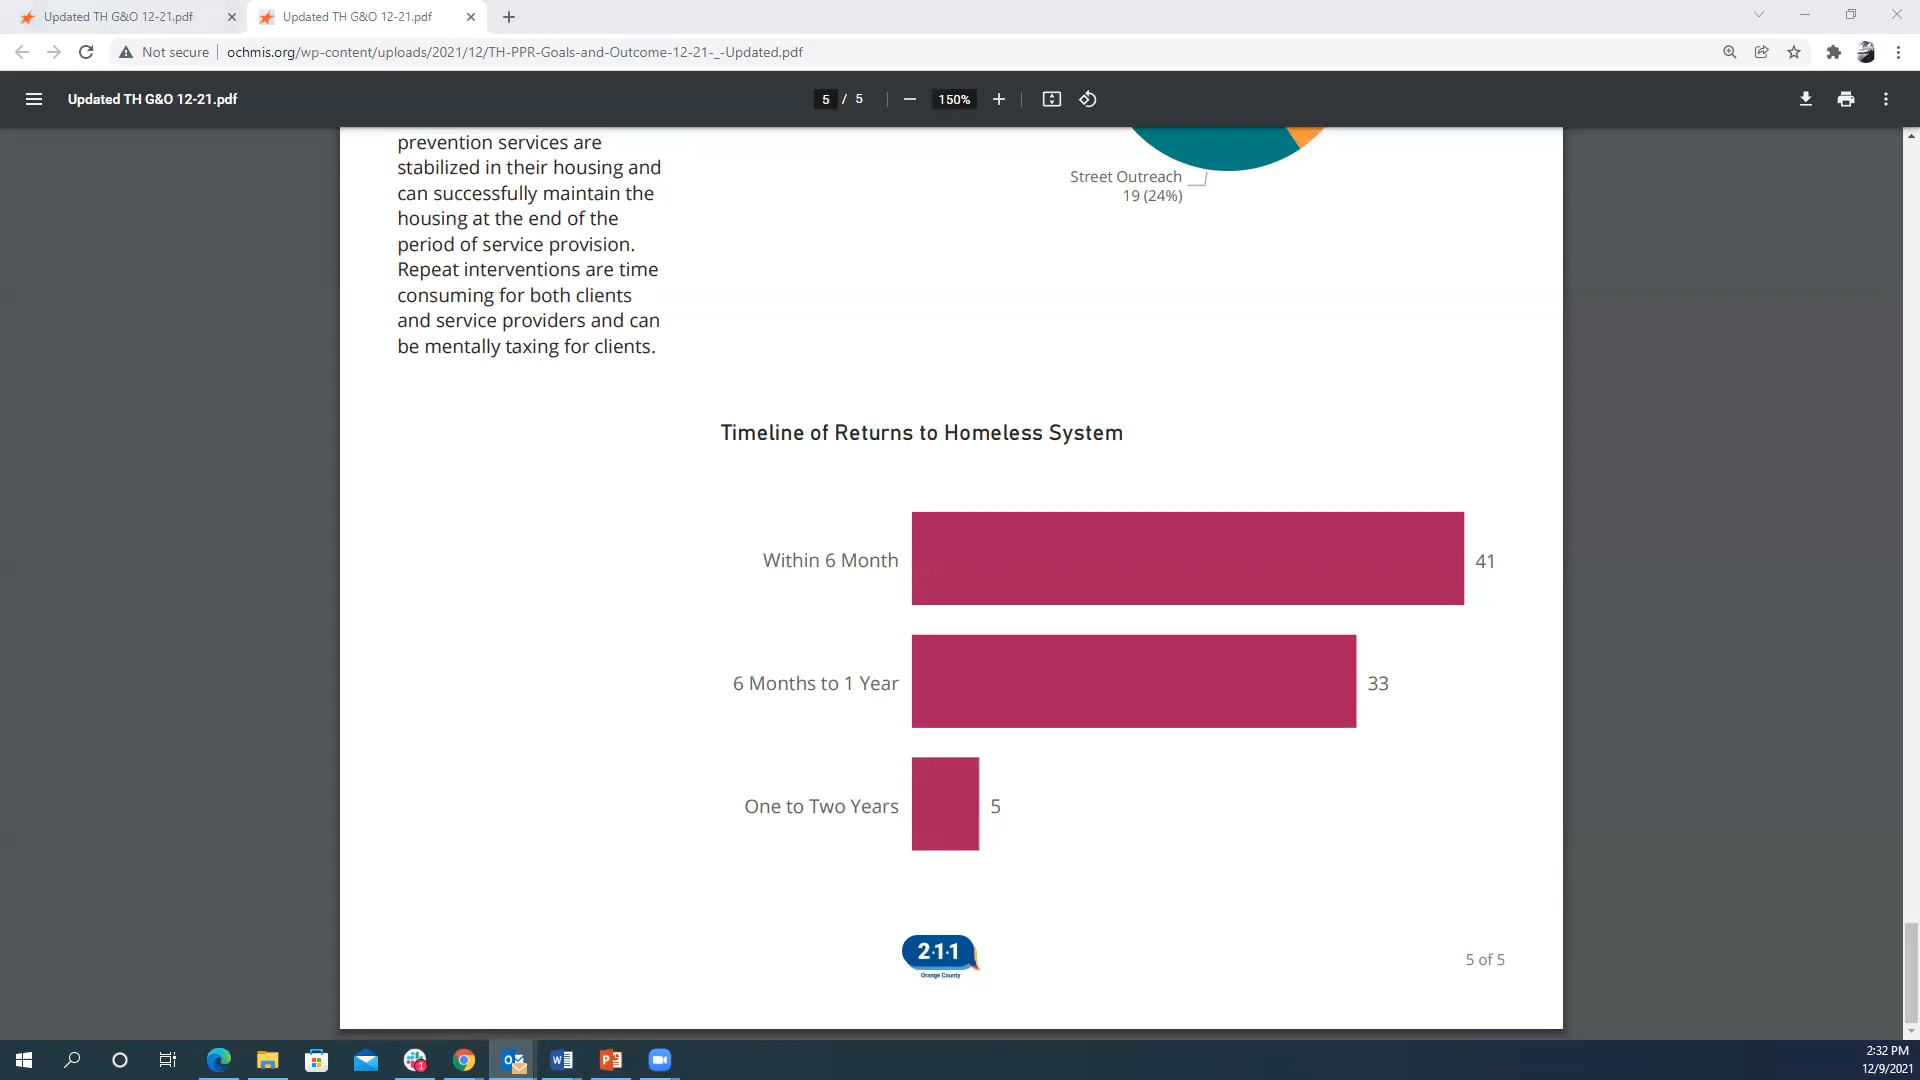 Updated TH G&O 12-21.pdf
Updated TH G&O 12-21.pdf
Not secure
ochmis.org/wp-content/uploads/2021/12/TH-PPR-Goals-and-Outcome-12-21-_-Updated.pdf
Updated TH G&O 12-21.pdf
5 / 5
150%
prevention services are
stabilized in their housing and
can successfully maintain the
housing at the end of the
period of service provision.
Repeat interventions are time
consuming for both clients
and service providers and can
be mentally taxing for clients.
Street Outreach
19 (24%)
Timeline of Returns to Homeless System
Within 6 Month
41
6 Months to 1 Year
33
One to Two Years
5
2·1·1
Orange County
5 of 5
1
2:32 PM
12/9/2021